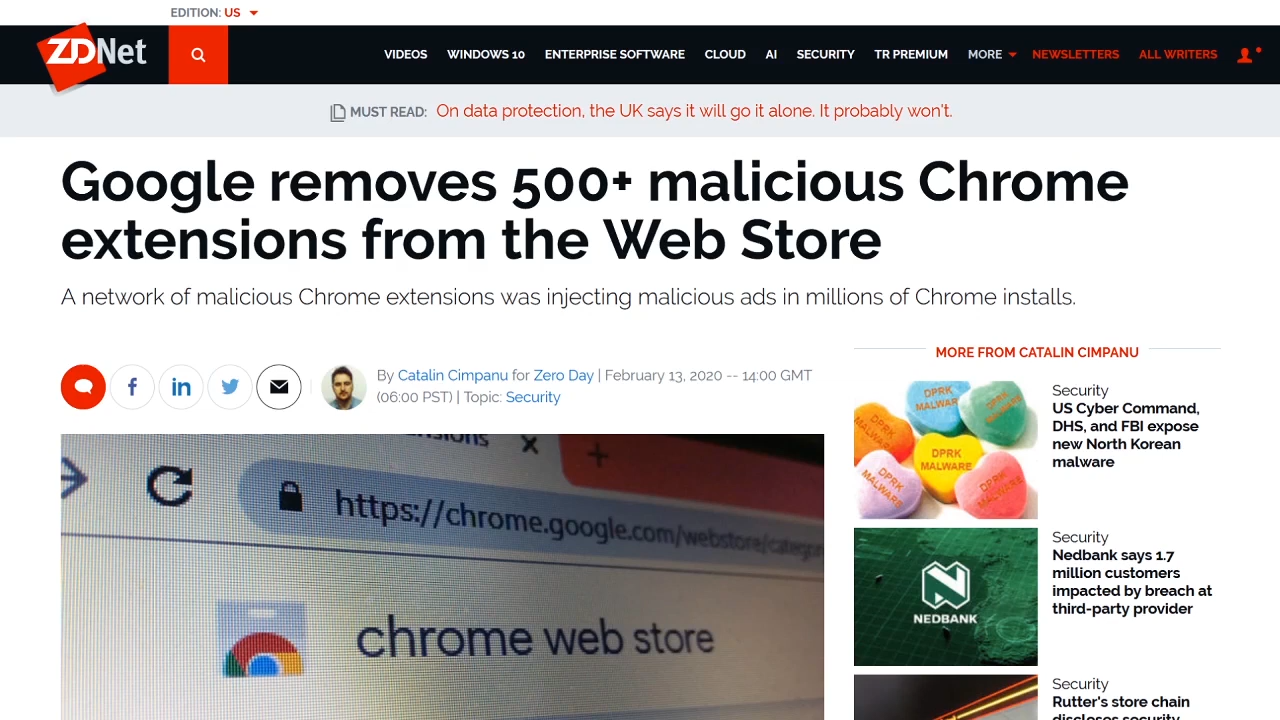 EDITION: US
ZDNet
VIDEOS WINDOWS 10 ENTERPRISE SOFTWARE CLOUD AI SECURITY TR PREMIUM MORE NEWSLETTERS ALL WRITERS
MUST READ: On data protection, the UK says it will go it alone. It probably won't.
Google removes 500+ malicious Chrome
extensions from the Web Store
A network of malicious Chrome extensions was injecting malicious ads in millions of Chrome installs.
By Catalin Cimpanu for Zero Day | February 13, 2020 -- 14:00 GMT
(06:00 PST) | Topic: Security
https://chrome.google.com/webstore/categor
chrome web store
MORE FROM CATALIN CIMPANU
DPRK
MALWARE
DPRK
MALWARE
DPRK
MALWARE
DPRK
MALWARE
DPRK
MALWARE
DPRK
MALWARE
Security
US Cyber Command,
DHS, and FBI expose
new North Korean
malware
NEDBANK
Security
Nedbank says 1.7
million customers
impacted by breach at
third-party provider
Security
Rutter's store chain
discloses security